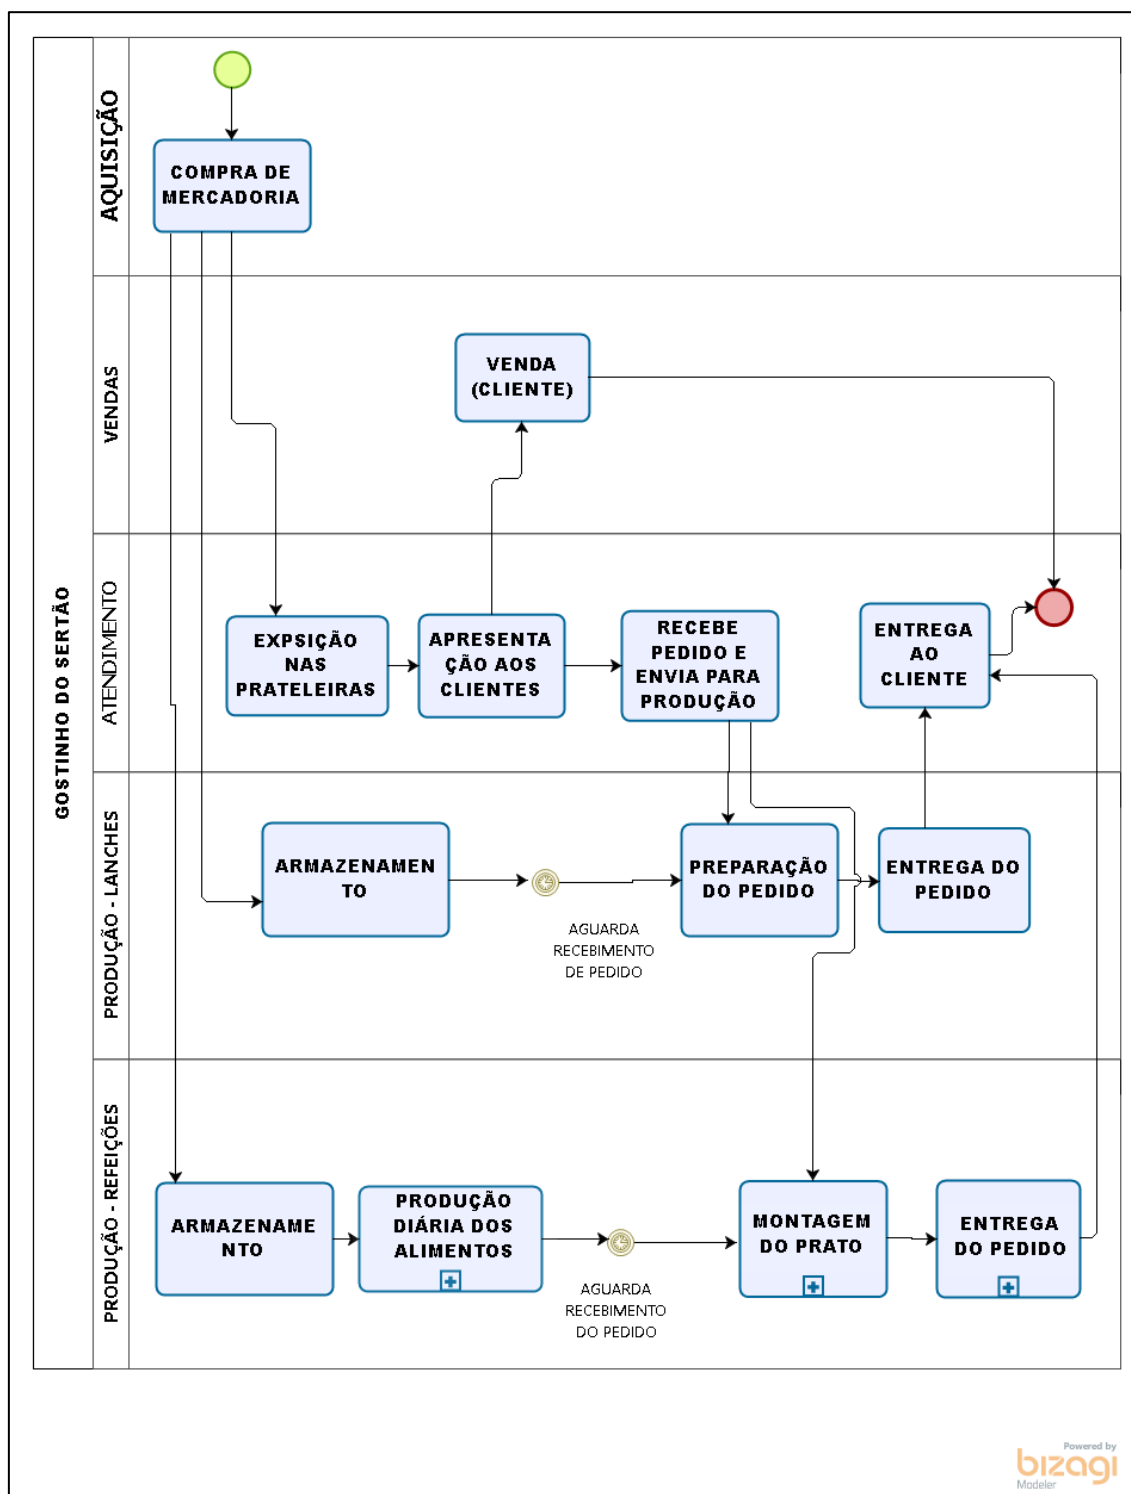 GOSTINHO DO SERTÃO
AQUISIÇÃO
COMPRA DE
MERCADORIA
VENDAS
VENDA
(CLIENTE)
ATENDIMENTO
EXPSIÇÃO
NAS
PRATELEIRAS
APRESENTA
ÇÃO AOS
CLIENTES
RECEBE
PEDIDO E
ENVIA PARA
PRODUÇÃO
ENTREGA
AO
CLIENTE
PRODUÇÃO - LANCHES
ARMAZENAMEN
TO
AGUARDA
RECEBIMENTO
DE PEDIDO
PREPARAÇÃO
DO PEDIDO
ENTREGA DO
PEDIDO
PRODUÇÃO - REFEIÇÕES
ARMAZENAME
NTO
PRODUÇÃO
DIÁRIA DOS
ALIMENTOS
AGUARDA
RECEBIMENTO
DO PEDIDO
MONTAGEM
DO PRATO
ENTREGA
DO PEDIDO
Powered by
bizagi
Modeler